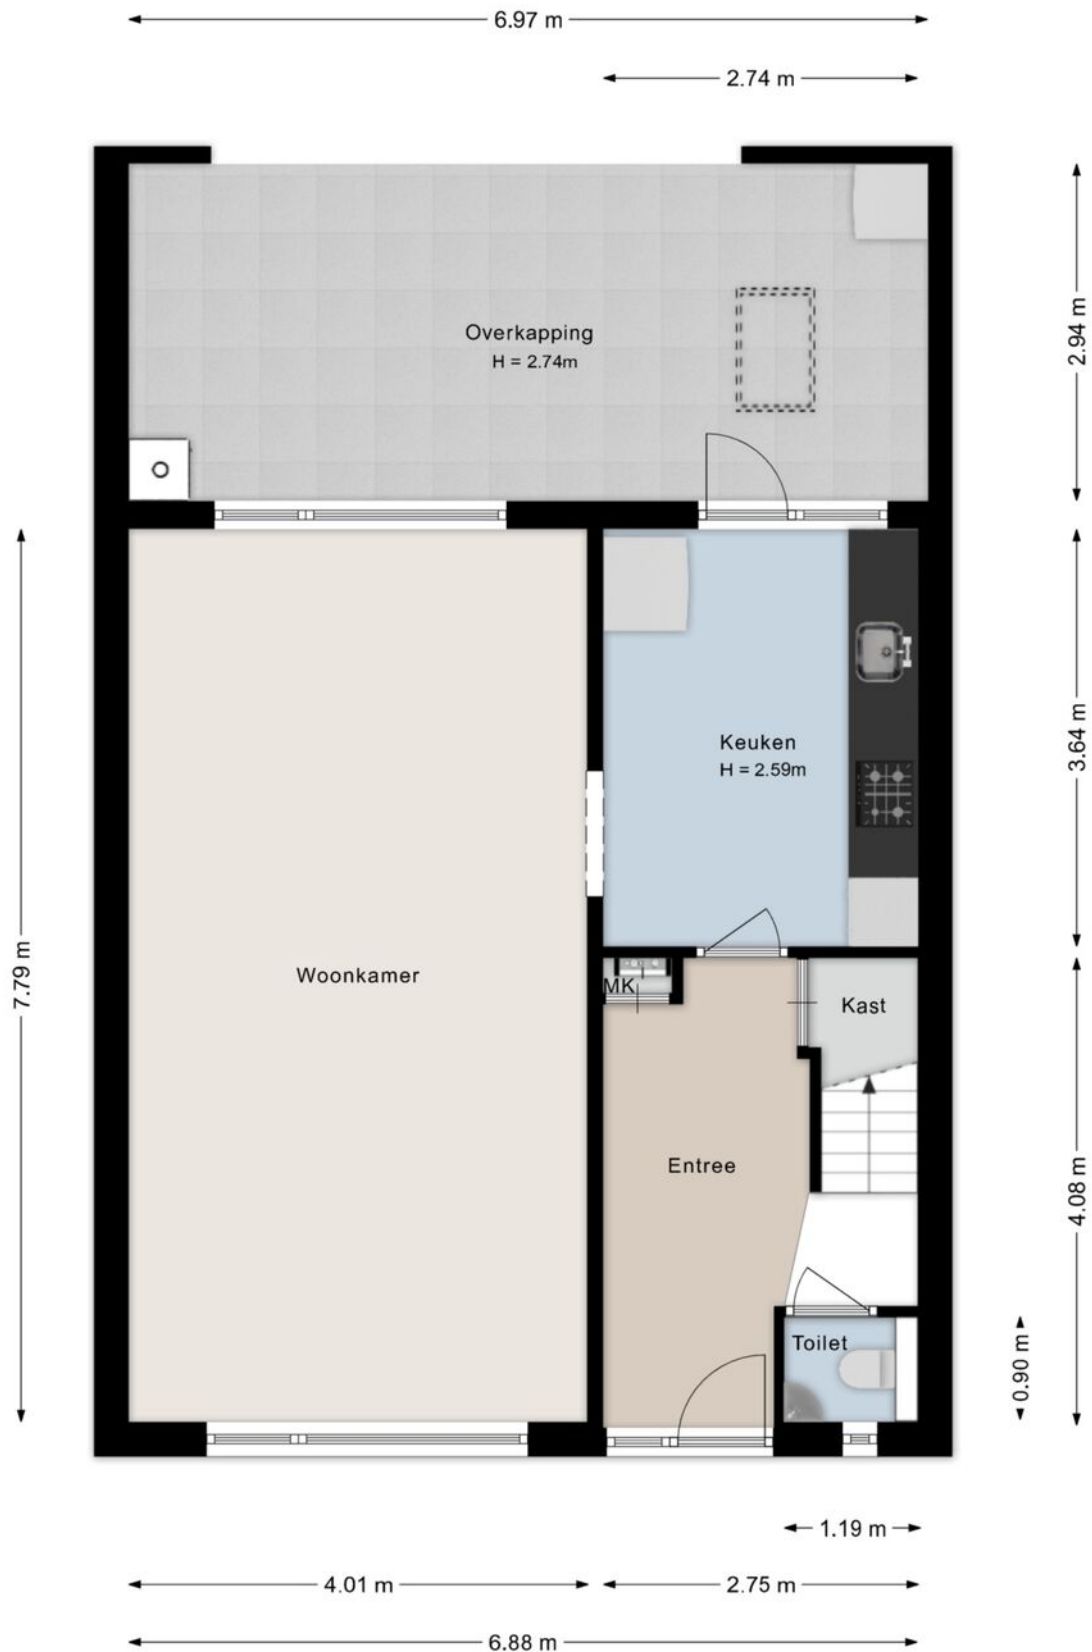 6.97 m
2.74 m
Overkapping
H = 2.74m
2.94 m
Keuken
H = 2.59m
3.64 m
Woonkamer
7.79 m
MK
Kast
Entree
4.08 m
Toilet
0.90 m
1.19 m
4.01 m
2.75 m
6.88 m